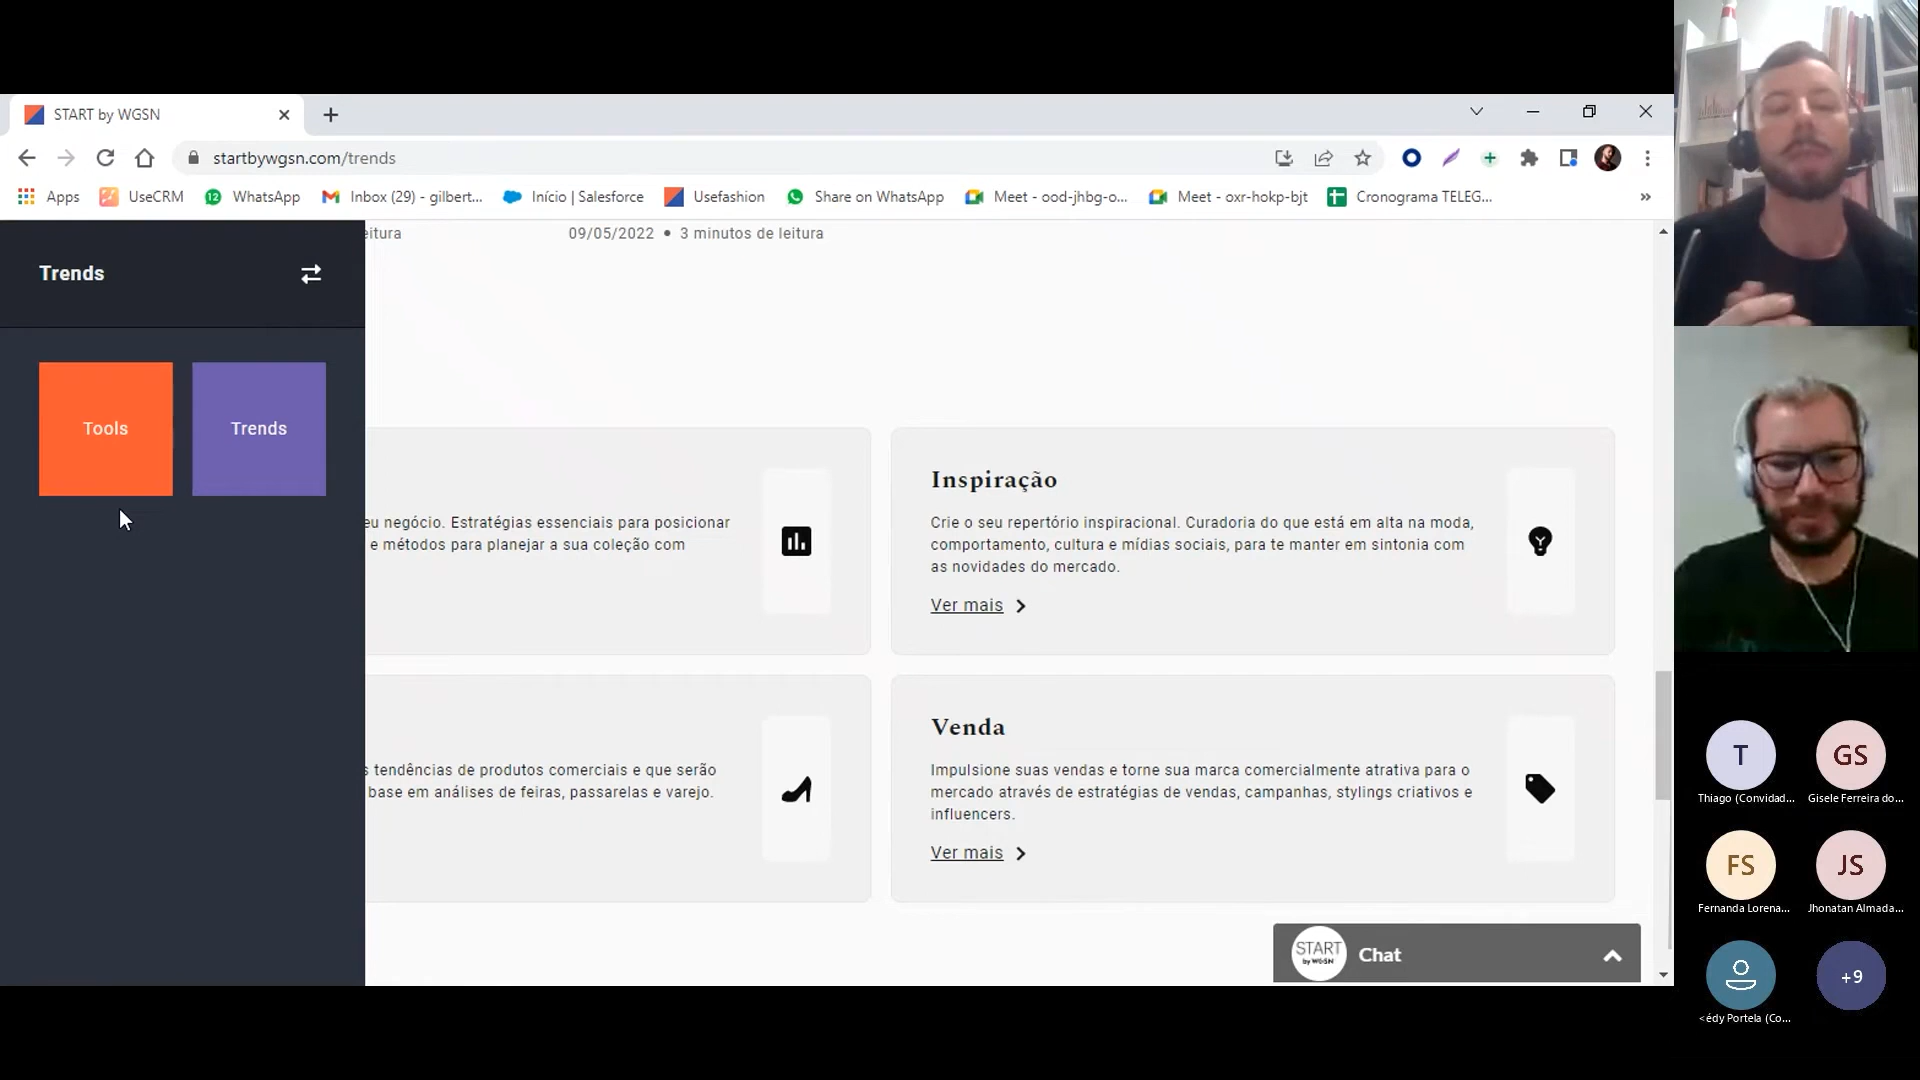 START by WGSN
startbywgsn.com/trends
Apps UseCRM WhatsApp Inbox (29) - gilbert... Início | Salesforce Usefashion Share on WhatsApp Meet - ood-jhbg-o... Meet - oxr-hokp-bjt Cronograma TELEG... »
eitura 09/05/2022 • 3 minutos de leitura
Trends
Tools
Trends
eu negócio. Estratégias essenciais para posicionar
e métodos para planejar a sua coleção com
Inspiração
Crie o seu repertório inspiracional. Curadoria do que está em alta na moda,
comportamento, cultura e mídias sociais, para te manter em sintonia com
as novidades do mercado.
Ver mais
s tendências de produtos comerciais e que serão
base em análises de feiras, passarelas e varejo.
Venda
Impulsione suas vendas e torne sua marca comercialmente atrativa para o
mercado através de estratégias de vendas, campanhas, stylings criativos e
influencers.
Ver mais
START
by WGSN
Chat
T
Thiago (Convidad...
GS
Gisele Ferreira do...
FS
Fernanda Lorena...
JS
Jhonatan Almada...
<édy Portela (Co...
+9